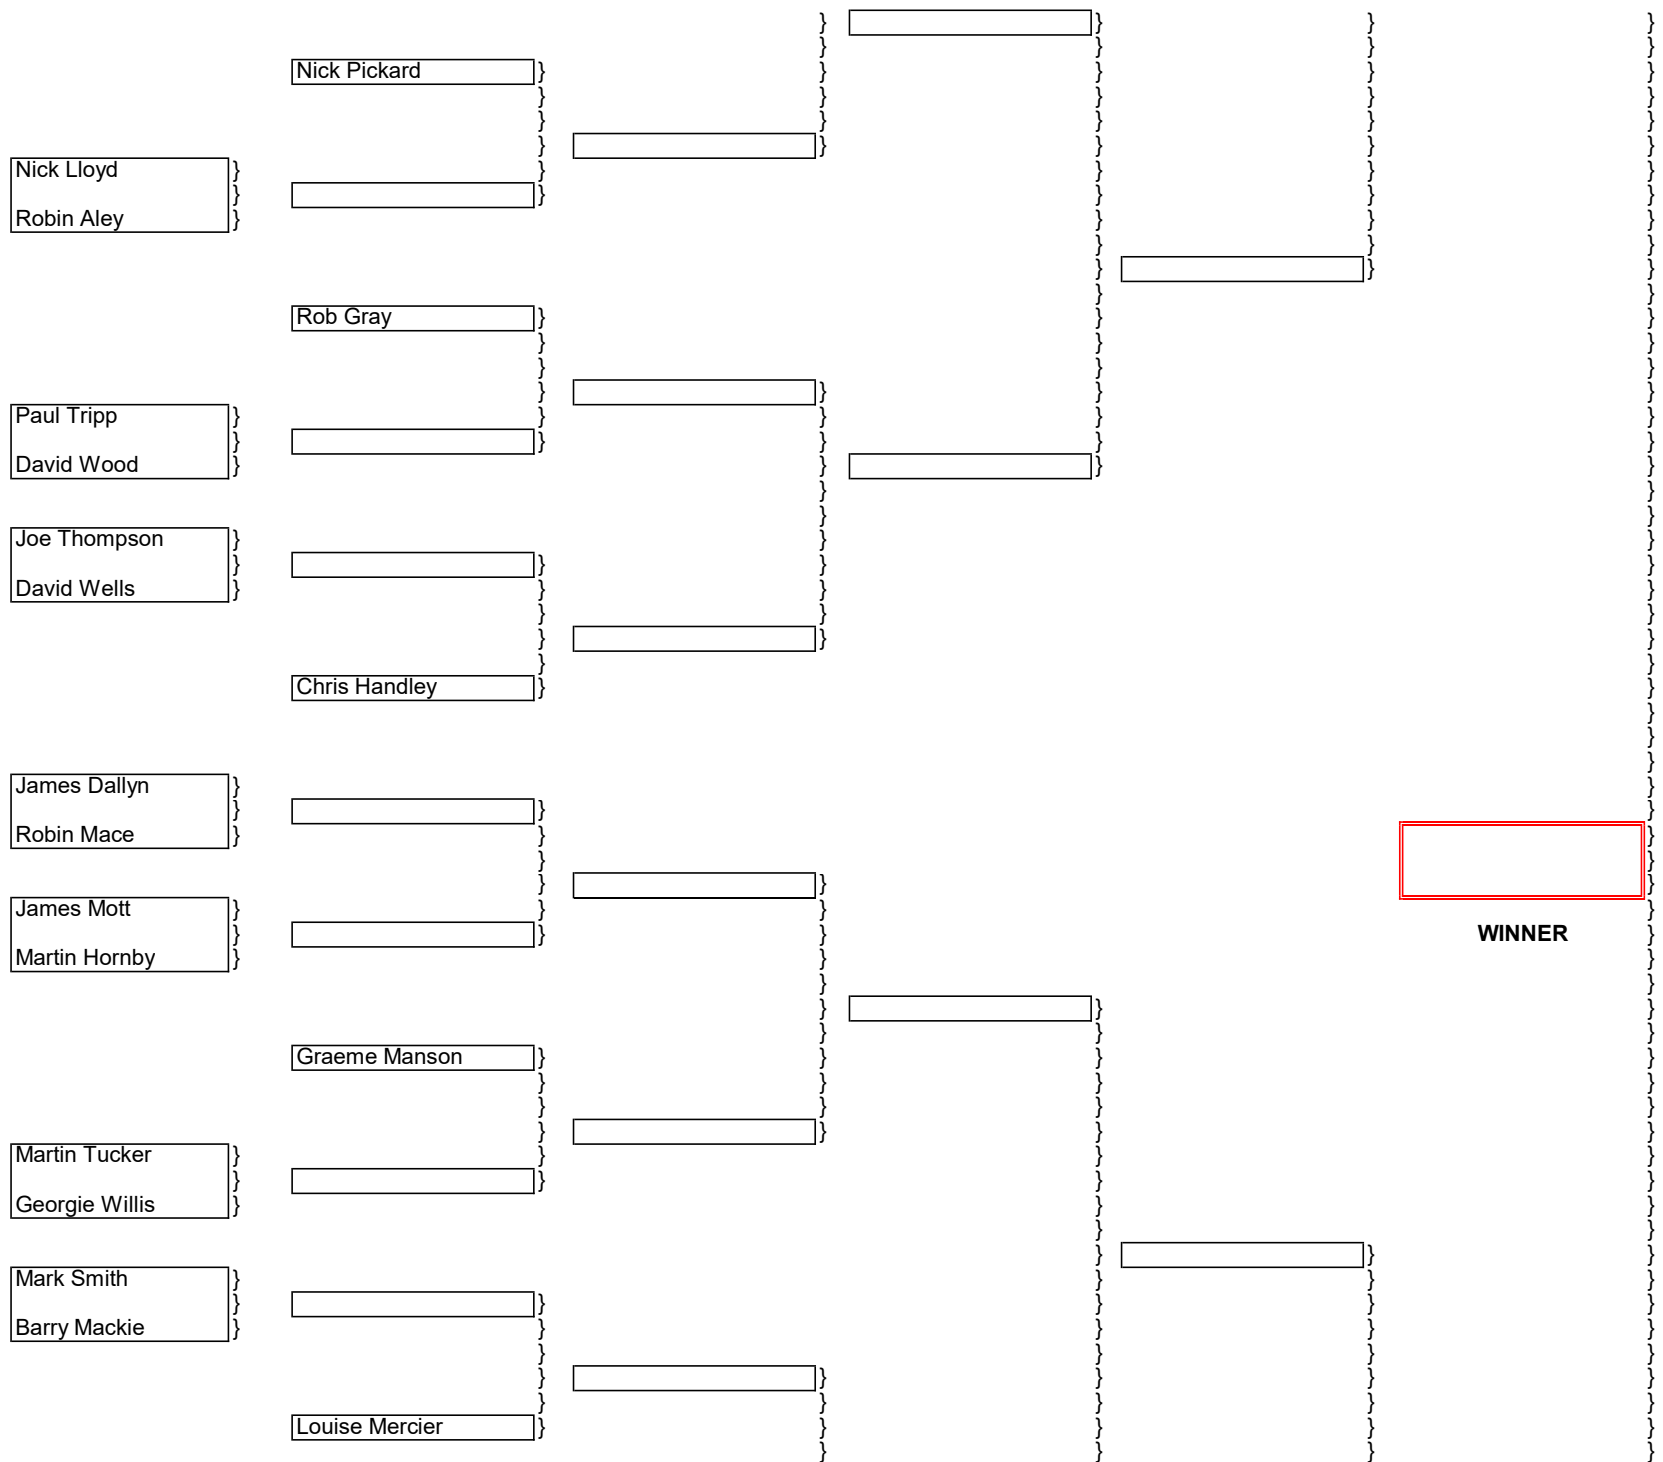 Nick Pickard
Nick Lloyd
Robin Aley
Rob Gray
Paul Tripp
David Wood
Joe Thompson
David Wells
Chris Handley
James Dallyn
Robin Mace
James Mott
WINNER
Martin Hornby
Graeme Manson
Martin Tucker
Georgie Willis
Mark Smith
Barry Mackie
Louise Mercier